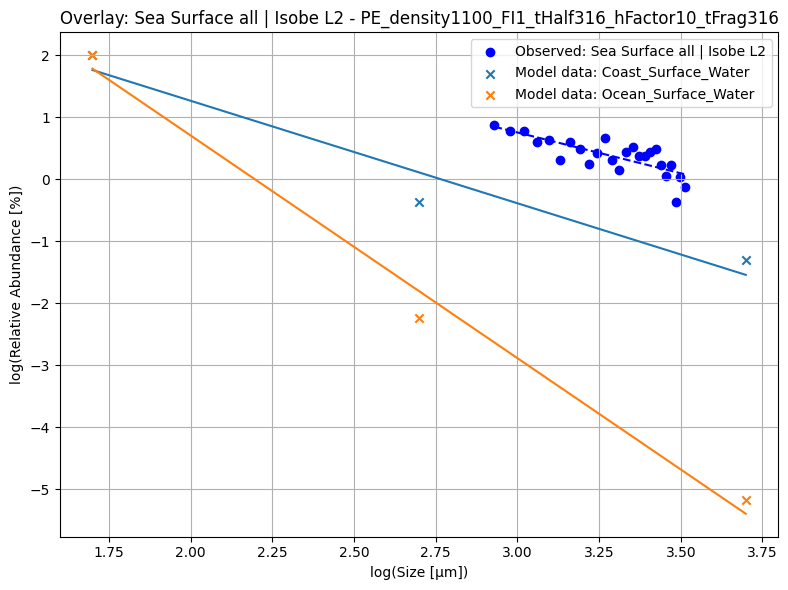 Overlay: Sea Surface all | Isobe L2 - PE_density1100_FI1_tHalf316_hFactor10_tFrag316
Observed: Sea Surface all | Isobe L2
Model data: Coast_Surface_Water
Model data: Ocean_Surface_Water
log(Relative Abundance [%])
2
1
0
−1
−2
−3
−4
−5
1.75 2.00 2.25 2.50 2.75 3.00 3.25 3.50 3.75
log(Size [μm])